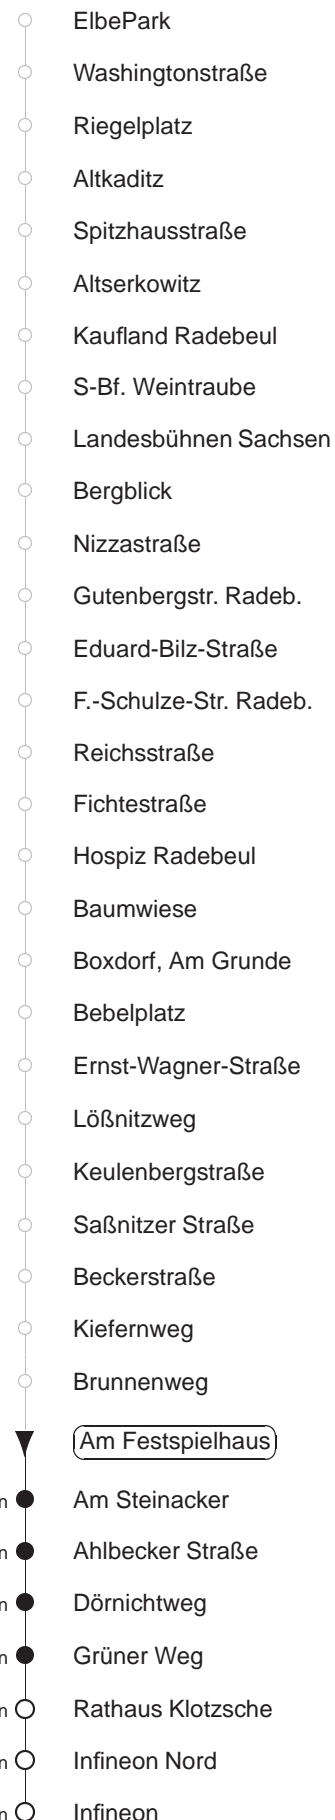 ElbePark
Washingtonstraße
Riegelplatz
Altkaditz
Spitzhausstraße
Altserkowitz
Kaufland Radebeul
S-Bf. Weintraube
Landesbühnen Sachsen
Bergblick
Nizzastraße
Gutenbergstr. Radeb.
Eduard-Bilz-Straße
F.-Schulze-Str. Radeb.
Reichsstraße
Fichtestraße
Hospiz Radebeul
Baumwiese
Boxdorf, Am Grunde
Bebelplatz
Ernst-Wagner-Straße
Lößnitzweg
Keulenbergstraße
Saßnitzer Straße
Beckerstraße
Kiefernweg
Brunnenweg
Am Festspielhaus
n Am Steinacker
n Ahlbecker Straße
n Dörnichtweg
n Grüner Weg
n Rathaus Klotzsche
n Infineon Nord
n Infineon